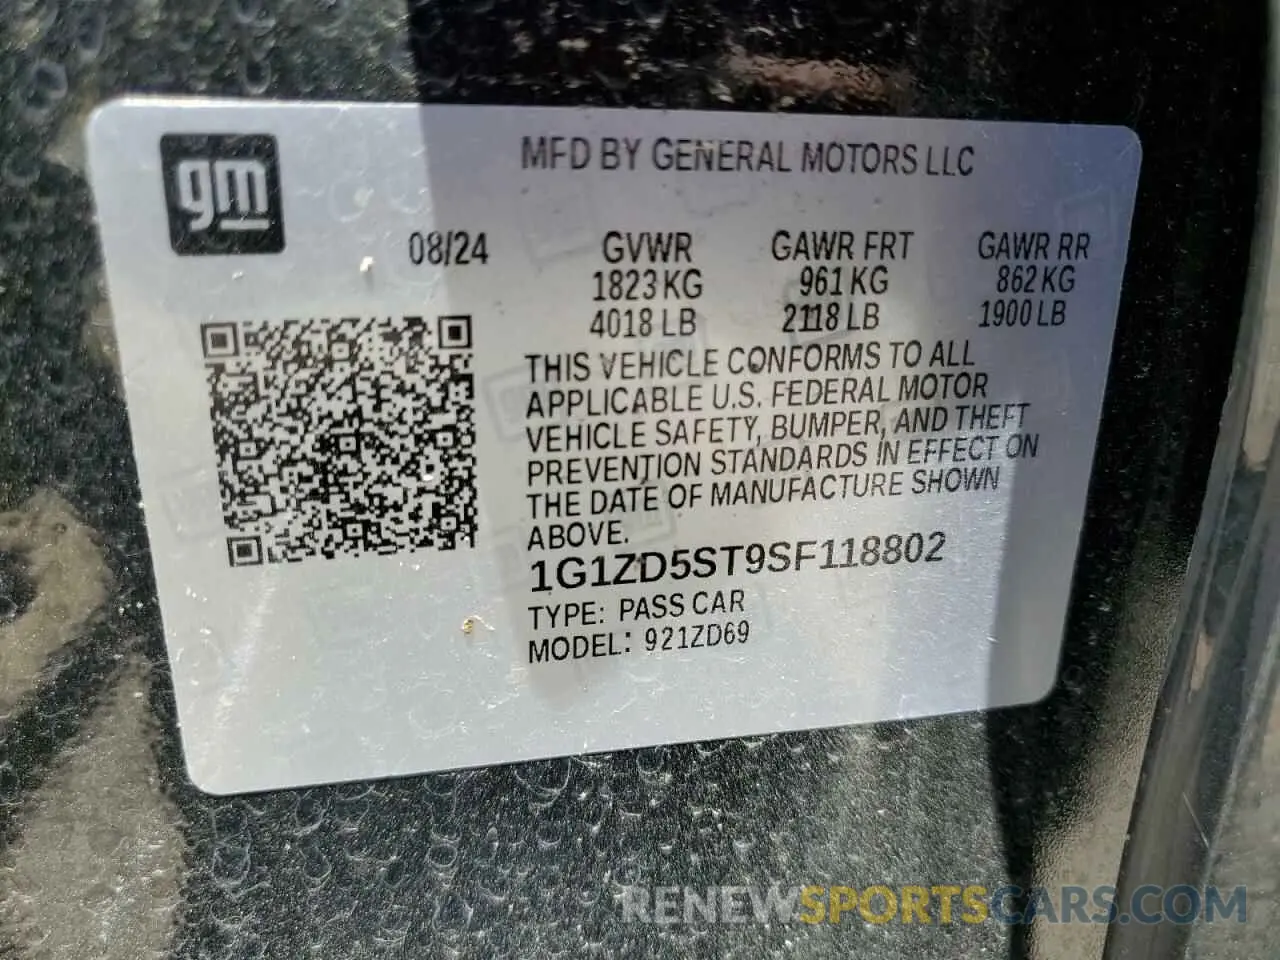 gm
MFD BY GENERAL MOTORS LLC
08/24 GVWR GAWR FRT GAWR RR
1823 KG 961 KG 862 KG
4018 LB 2118 LB 1900 LB
THIS VEHICLE CONFORMS TO ALL
APPLICABLE U.S. FEDERAL MOTOR
VEHICLE SAFETY, BUMPER, AND THEFT
PREVENTION STANDARDS IN EFFECT ON
THE DATE OF MANUFACTURE SHOWN
ABOVE.
1G1ZD5ST9SF118802
TYPE: PASS CAR
MODEL: 921ZD69
RENEWSPORTSCARS.COM